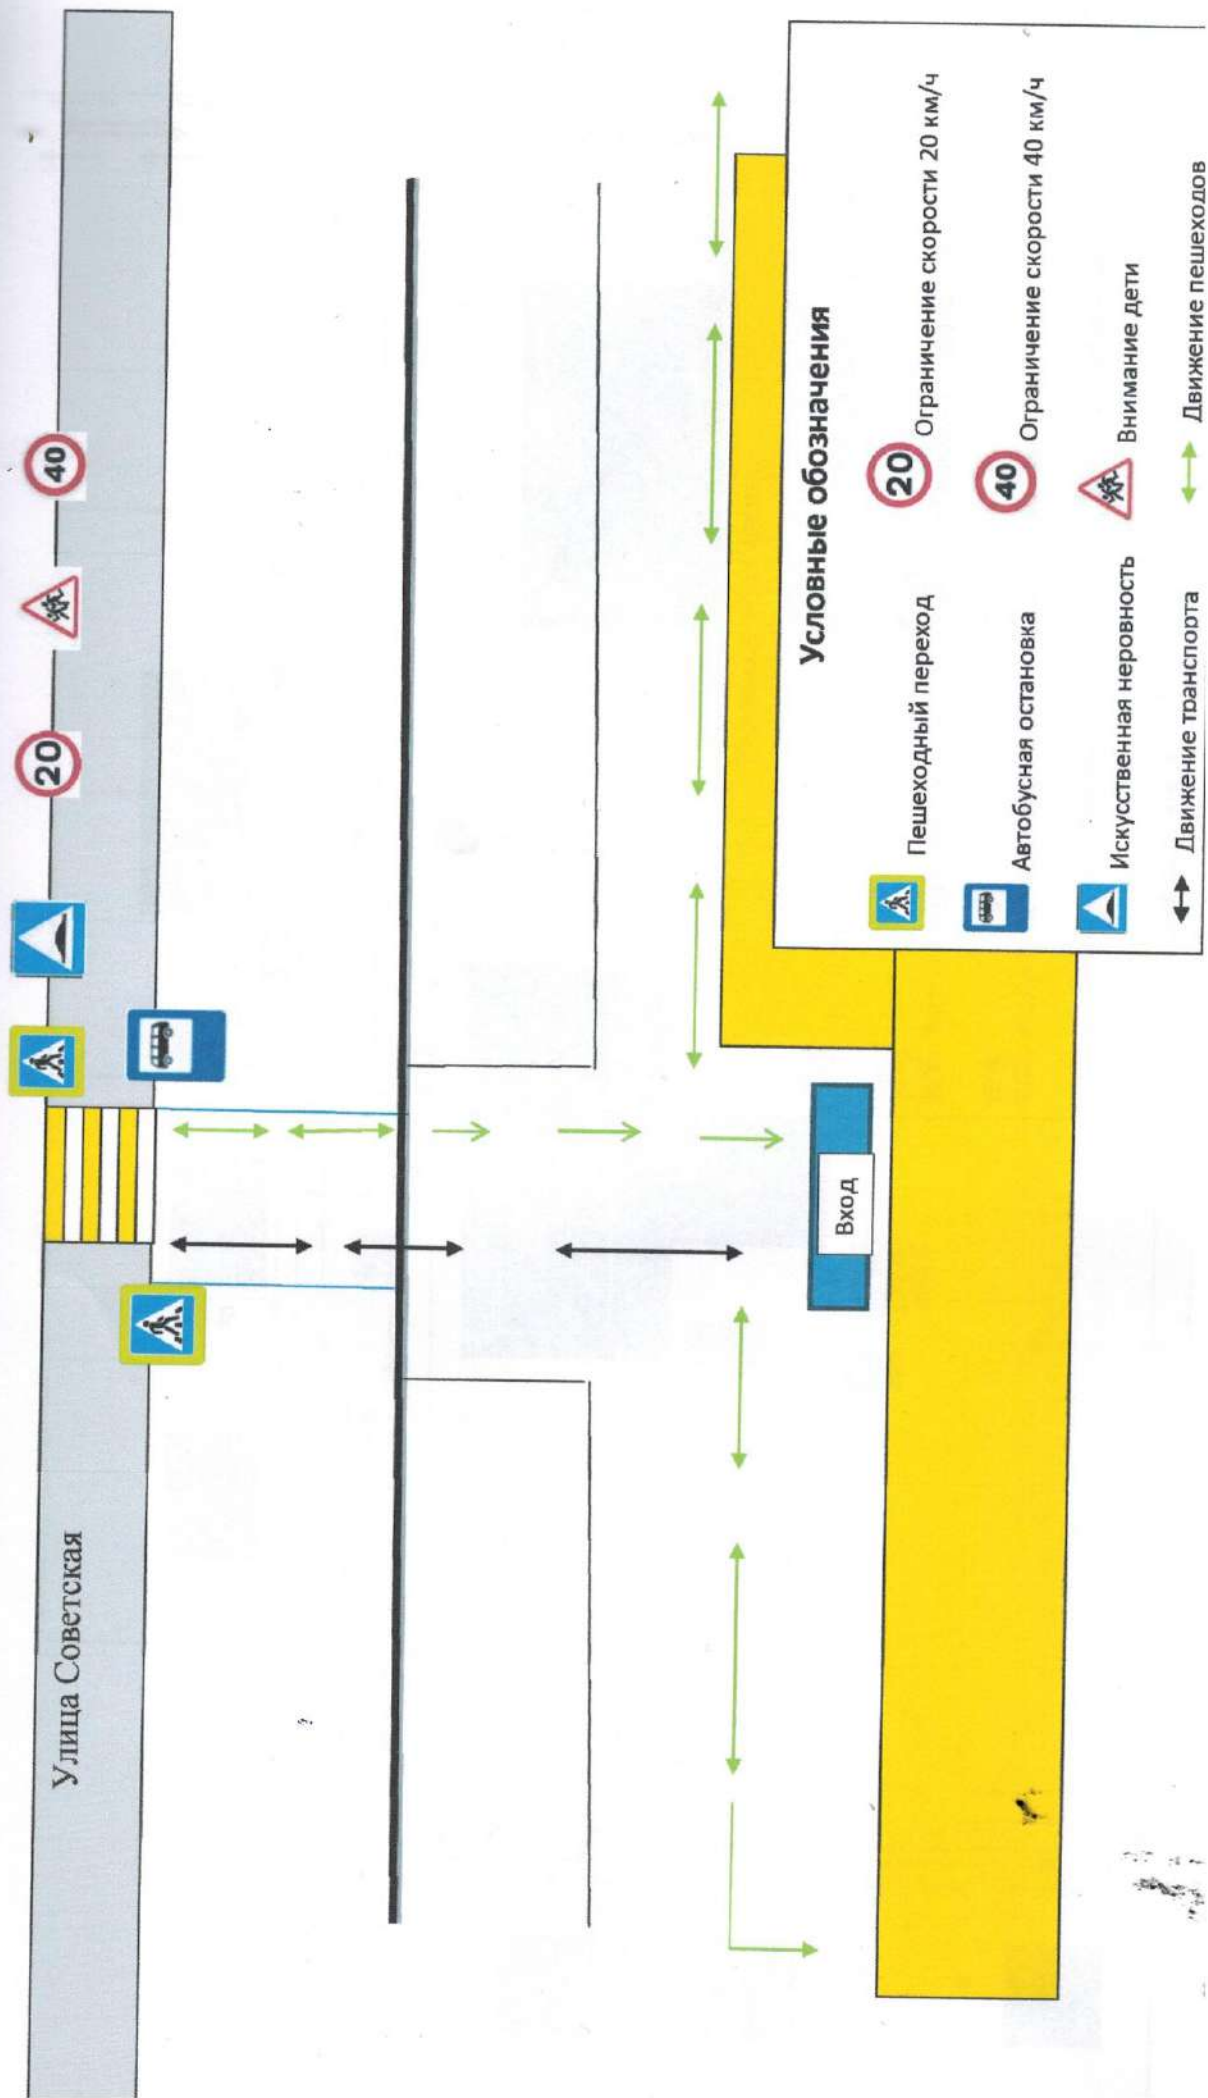 Улица Советская
20
40
Вход
Условные обозначения
Пешеходный переход
20 Ограничение скорости 20 км/ч
Автобусная остановка
40 Ограничение скорости 40 км/ч
Искусственная неровность
Внимание дети
Движение транспорта
Движение пешеходов